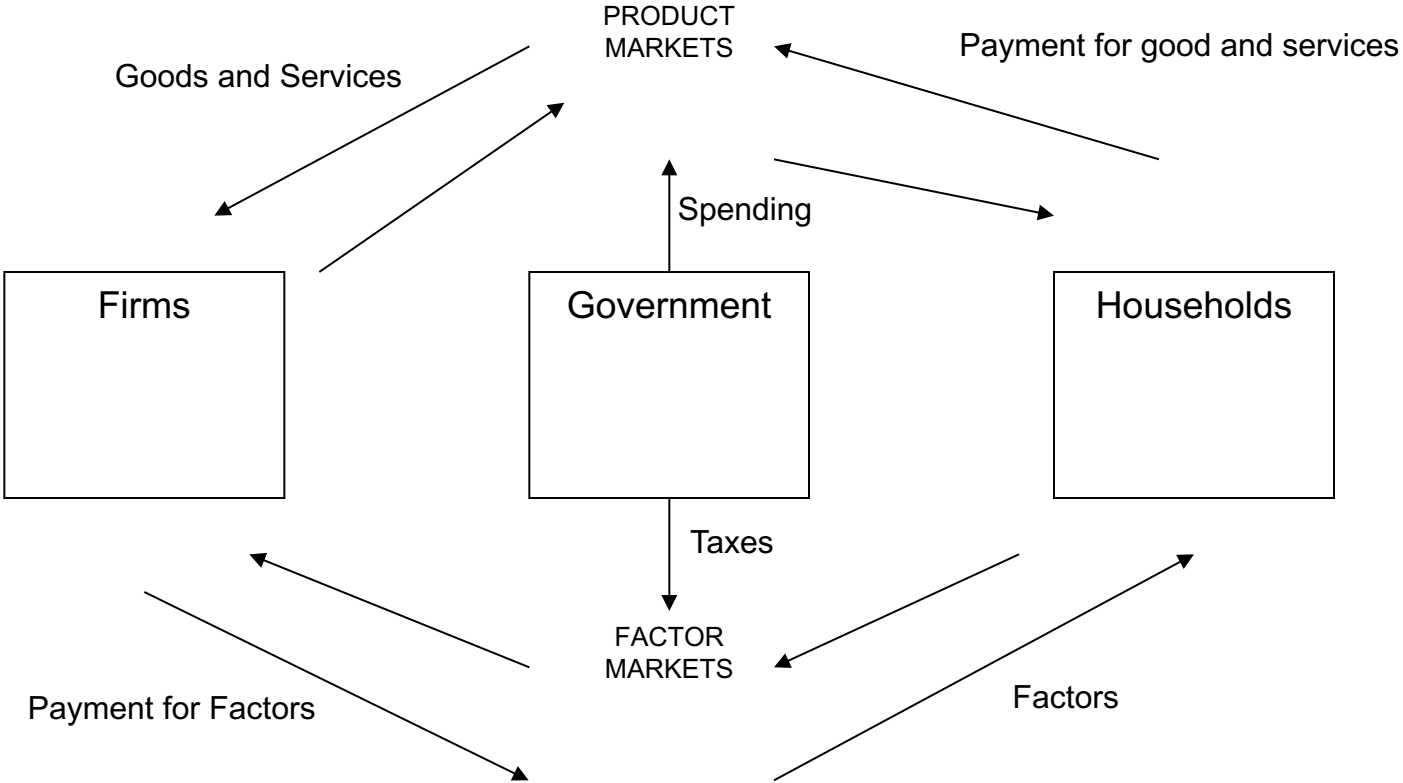 PRODUCT
MARKETS
Payment for good and services
Goods and Services
Spending
Firms
Government
Households
Taxes
FACTOR
MARKETS
Factors
Payment for Factors